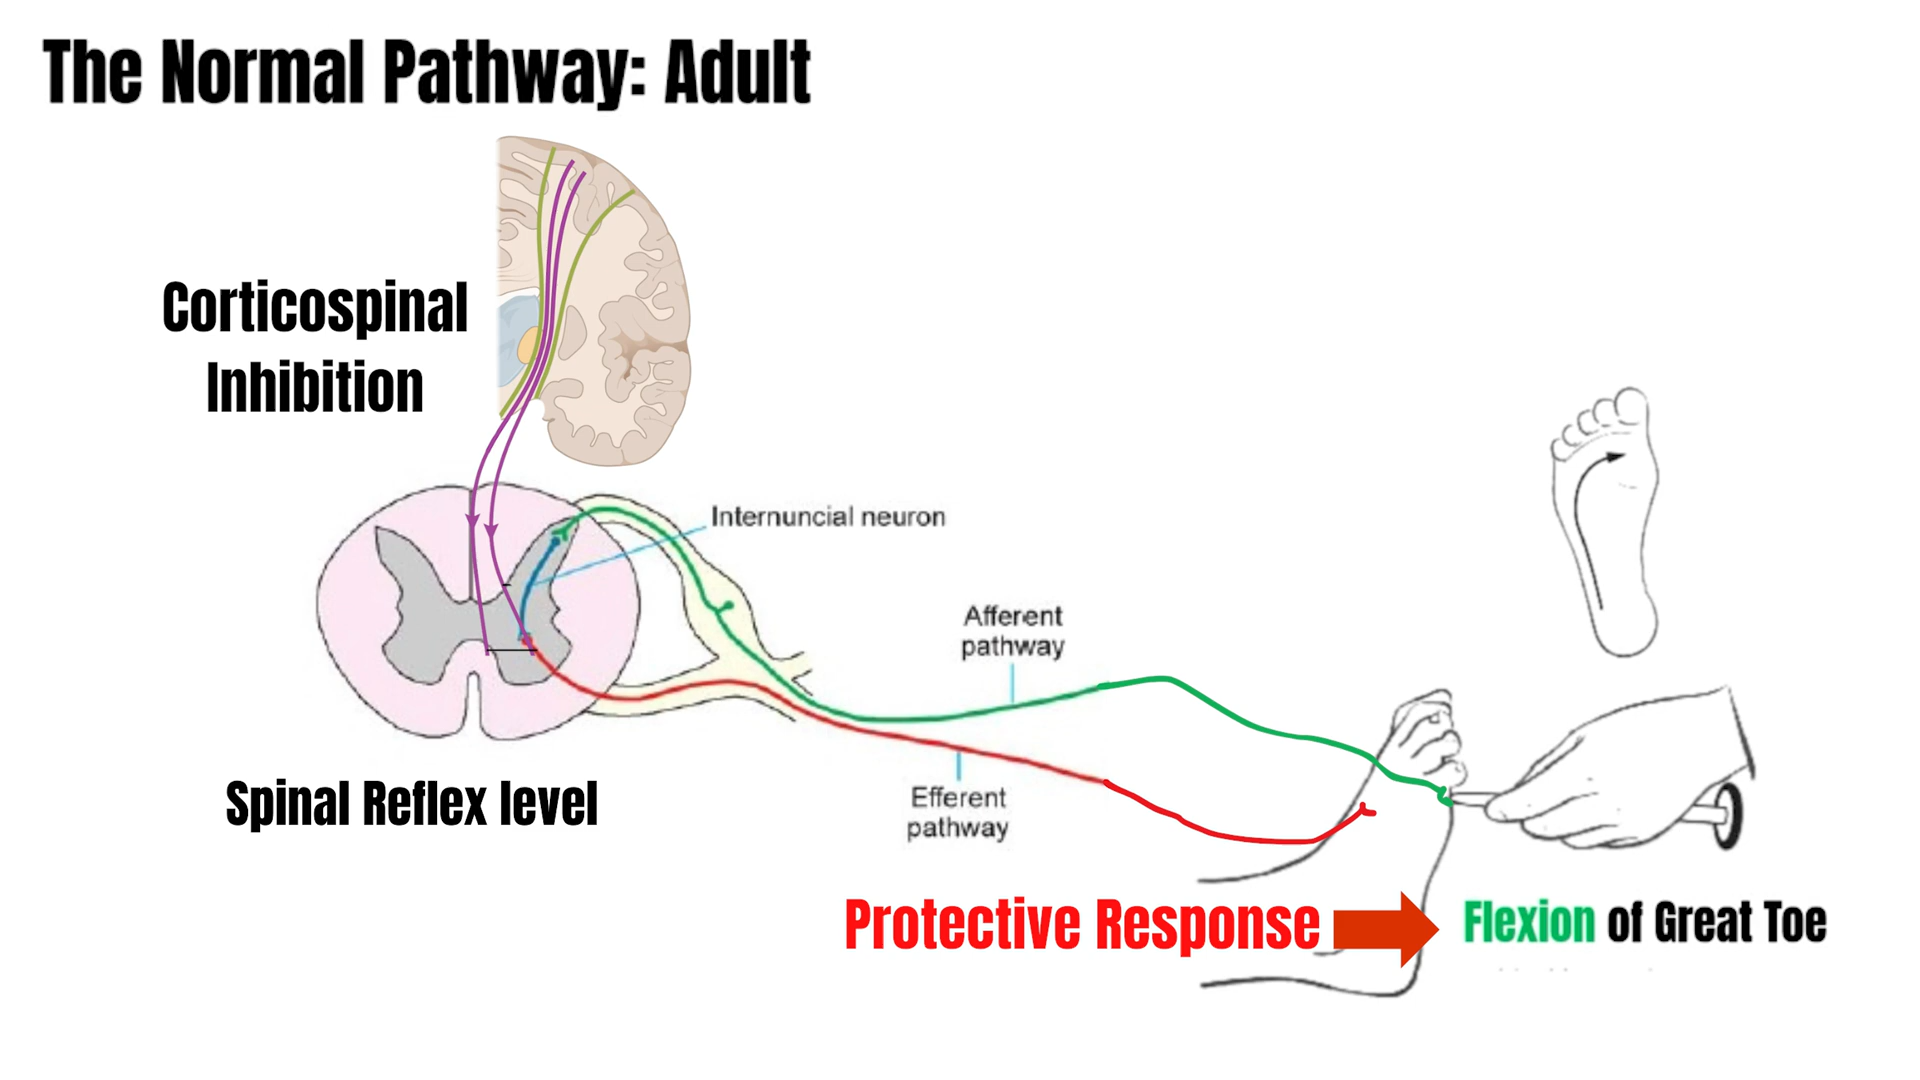 The Normal Pathway: Adult
Corticospinal
Inhibition
Internuncial neuron
Afferent
pathway
Efferent
pathway
Spinal Reflex level
Protective Response
Flexion of Great Toe